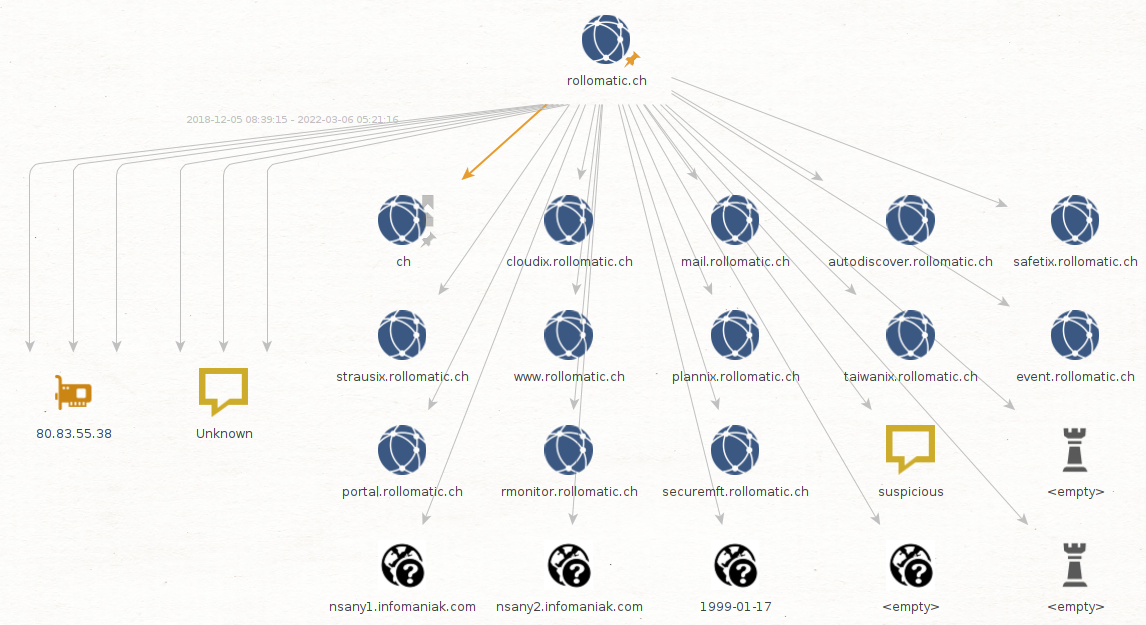 rollomatic.ch
2018-12-05 08:39:15 - 2022-03-06 05:21:16
ch
cloudix.rollomatic.ch
mail.rollomatic.ch
autodiscover.rollomatic.ch
safetix.rollomatic.ch
strausix.rollomatic.ch
www.rollomatic.ch
plannix.rollomatic.ch
taiwanix.rollomatic.ch
event.rollomatic.ch
80.83.55.38
Unknown
portal.rollomatic.ch
rmonitor.rollomatic.ch
securemft.rollomatic.ch
suspicious
<empty>
nsany1.infomaniak.com
nsany2.infomaniak.com
1999-01-17
<empty>
<empty>